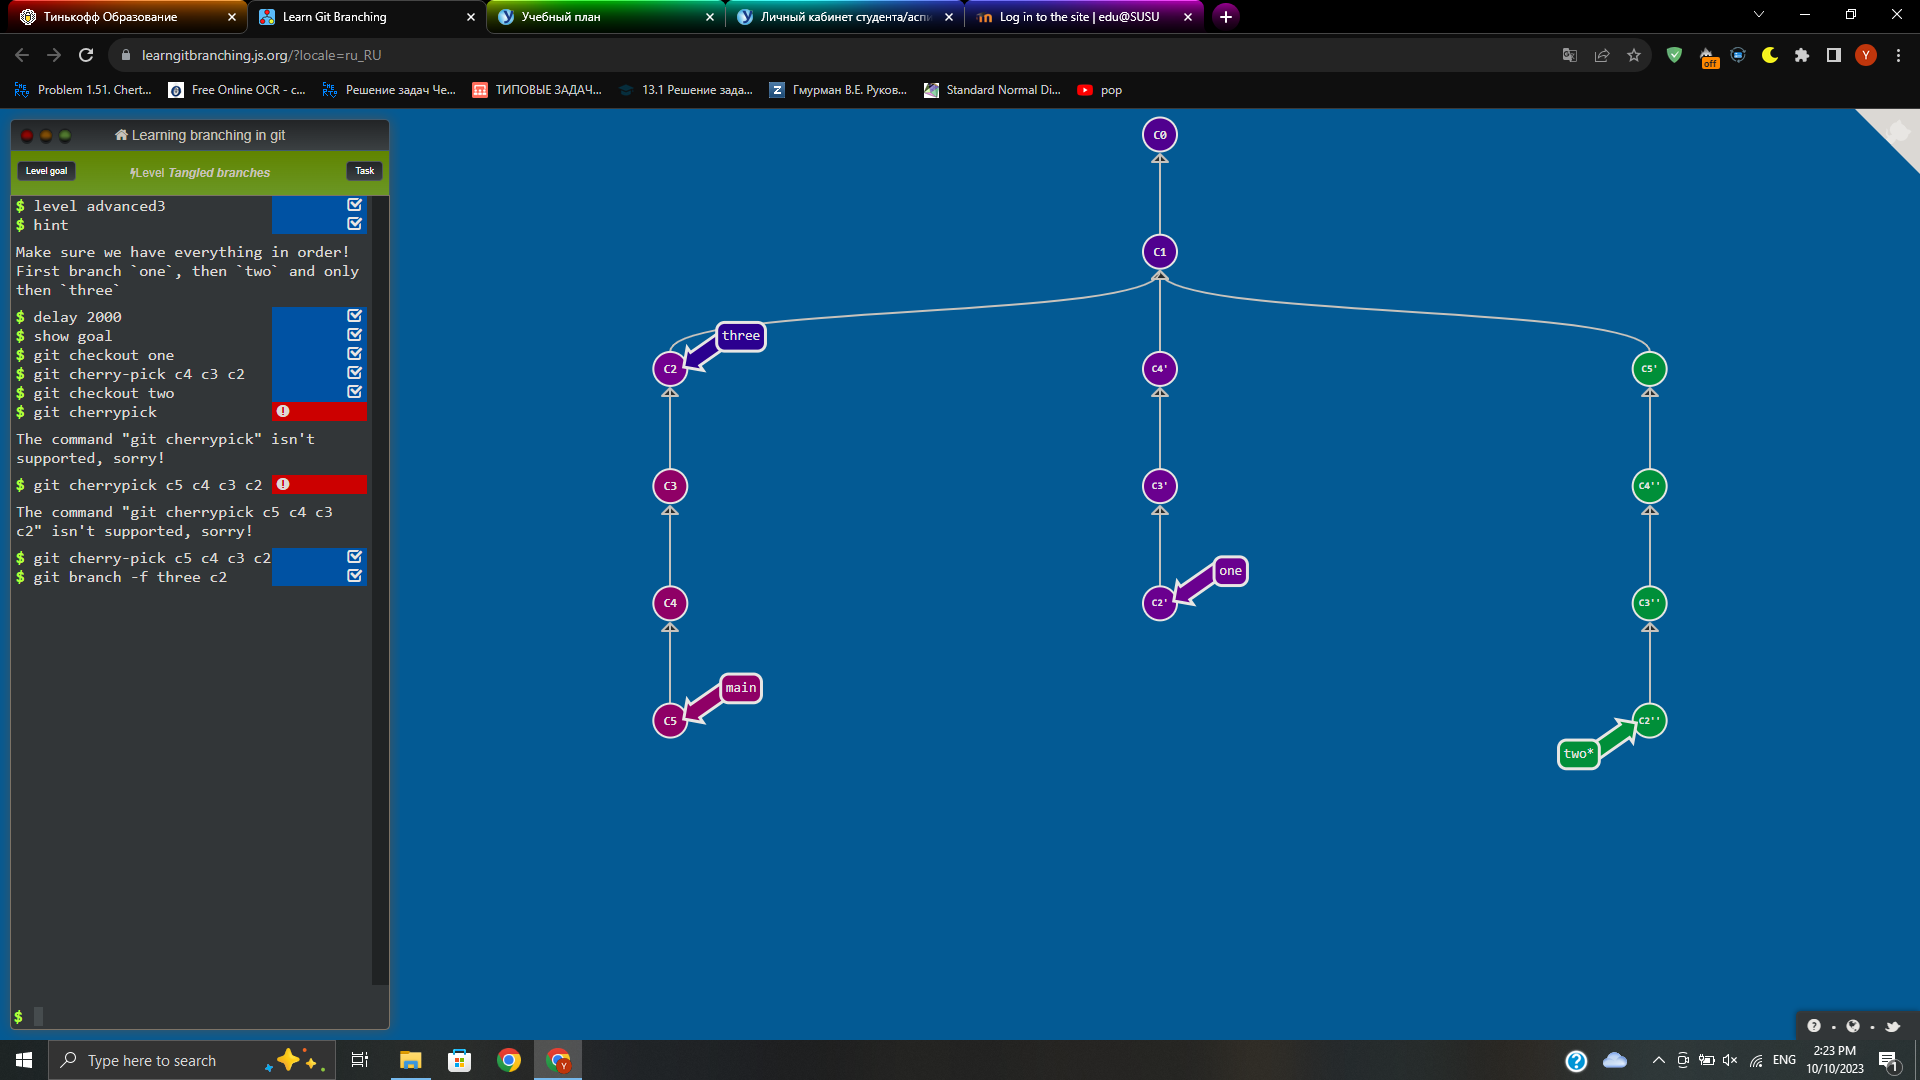 Тинькофф Образование
Learn Git Branching
Учебный план
Личный кабинет студента/асп
Log in to the site | edu@SUSU
learngitbranching.js.org/?locale=ru_RU
off
Y
Problem 1.51. Chert...
Free Online OCR - c...
Решение задач Че...
ТИПОВЫЕ ЗАДАЧ...
13.1 Решение зада...
Гмурман В.Е. Руков...
Standard Normal Di...
pop
Learning branching in git
Level goal
Level Tangled branches
Task
$ level advanced3
$ hint
Make sure we have everything in order!
First branch `one`, then `two` and only
then `three`
$ delay 2000
$ show goal
$ git checkout one
$ git cherry-pick c4 c3 c2
$ git checkout two
$ git cherrypick
The command "git cherrypick" isn't
supported, sorry!
$ git cherrypick c5 c4 c3 c2
The command "git cherrypick c5 c4 c3
c2" isn't supported, sorry!
$ git cherry-pick c5 c4 c3 c2
$ git branch -f three c2
$
C0
C1
three
C2
C4'
C5'
C3
C3'
C4''
one
C4
C2'
C3''
main
C5
C2''
two*
Type here to search
ENG
2:23 PM
10/10/2023
1